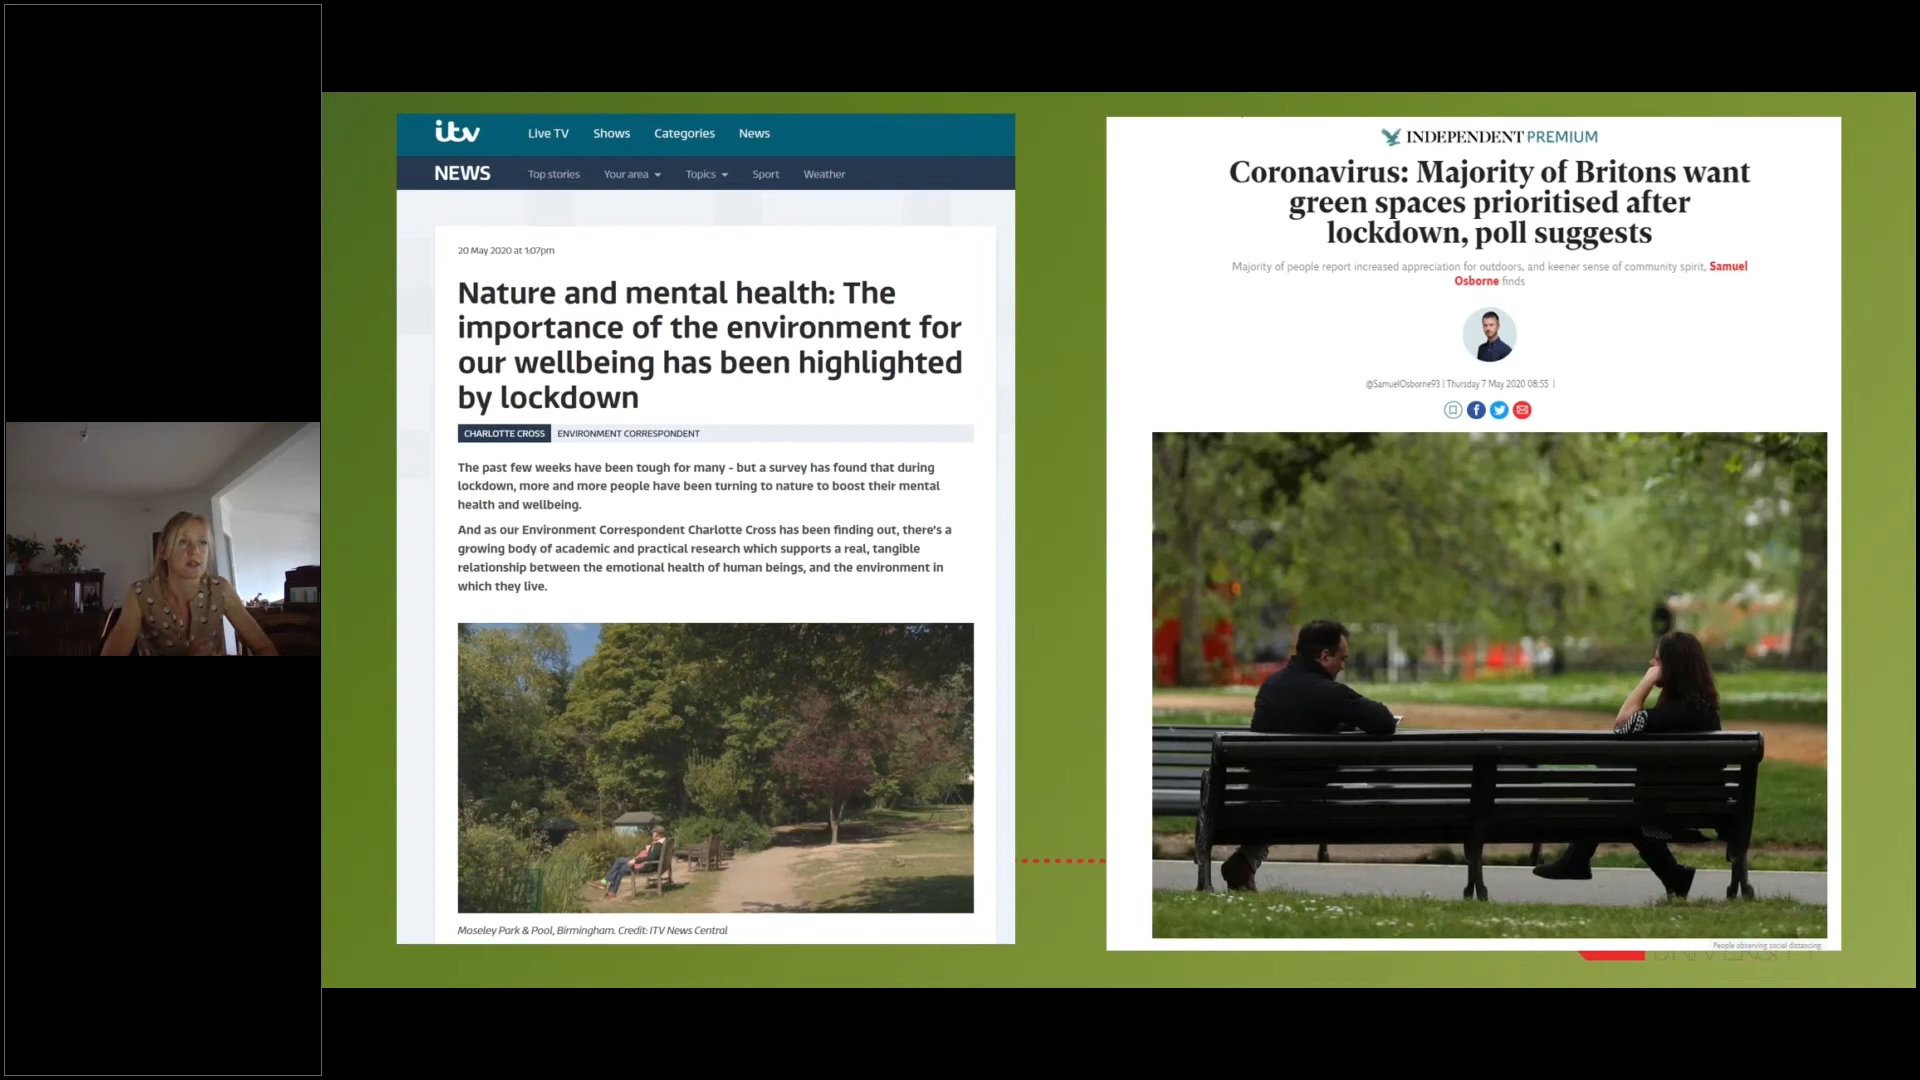 itv
Live TV Shows Categories News
NEWS
Top stories Your area Topics Sport Weather
20 May 2020 at 1:07pm
Nature and mental health: The
importance of the environment for
our wellbeing has been highlighted
by lockdown
CHARLOTTE CROSS ENVIRONMENT CORRESPONDENT
The past few weeks have been tough for many - but a survey has found that during
lockdown, more and more people have been turning to nature to boost their mental
health and wellbeing.
And as our Environment Correspondent Charlotte Cross has been finding out, there's a
growing body of academic and practical research which supports a real, tangible
relationship between the emotional health of human beings, and the environment in
which they live.
Moseley Park & Pool, Birmingham. Credit: ITV News Central
INDEPENDENT PREMIUM
Coronavirus: Majority of Britons want
green spaces prioritised after
lockdown, poll suggests
Majority of people report increased appreciation for outdoors, and keener sense of community spirit, Samuel
Osborne finds
@SamuelOsborne93 | Thursday 7 May 2020 08:55 |
People observing social distancing
UNIVERSITY